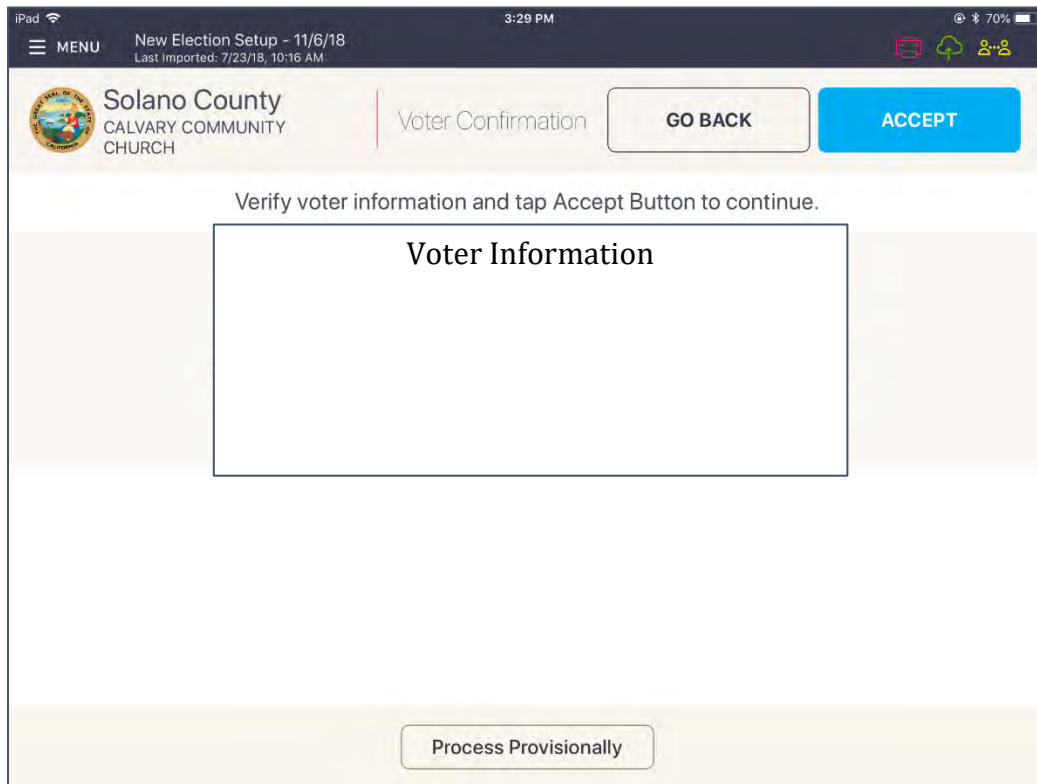 iPad
3:29 PM
70%
MENU
New Election Setup - 11/6/18
Last Imported: 7/23/18, 10:16 AM
Solano County
CALVARY COMMUNITY
CHURCH
Voter Confirmation
GO BACK
ACCEPT
Verify voter information and tap Accept Button to continue.
Voter Information
Process Provisionally